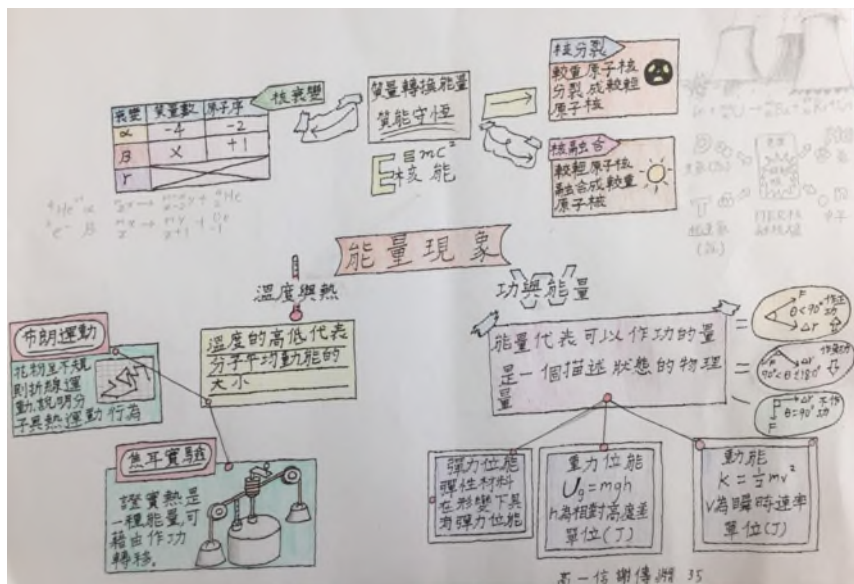 核分裂
較重原子核
分裂成較輕
原子核
核衰變
衰變 質量數 原子序
α -4 -2
β X +1
r
質量轉換能量
質能守恆
E=mc²
核能
核融合
較輕原子核
融合成較重
原子核
⁴He²⁺ α
⁰e⁻ β
能量現象
溫度與熱
溫度的高低代表
分子平均動能的
大小
布朗運動
花粉呈不規
則折線運
動,說明分
子具熱運動行為
焦耳實驗
證實熱是
一種能量,可
藉由作功
轉移。
功與能量
能量代表可以作功的量
是一個描述狀態的物理
量
F
θ<90°
Δr
作正
功
90°<θ≤180°
作負功
F
Δr
θ=90°
不作
功
彈力位能
彈性材料
在形變下具
有彈力位能
重力位能
Ug=mgh
h為相對高度差
單位(J)
動能
K=½mv²
v為瞬時速率
單位(J)
高一信 謝傳 35